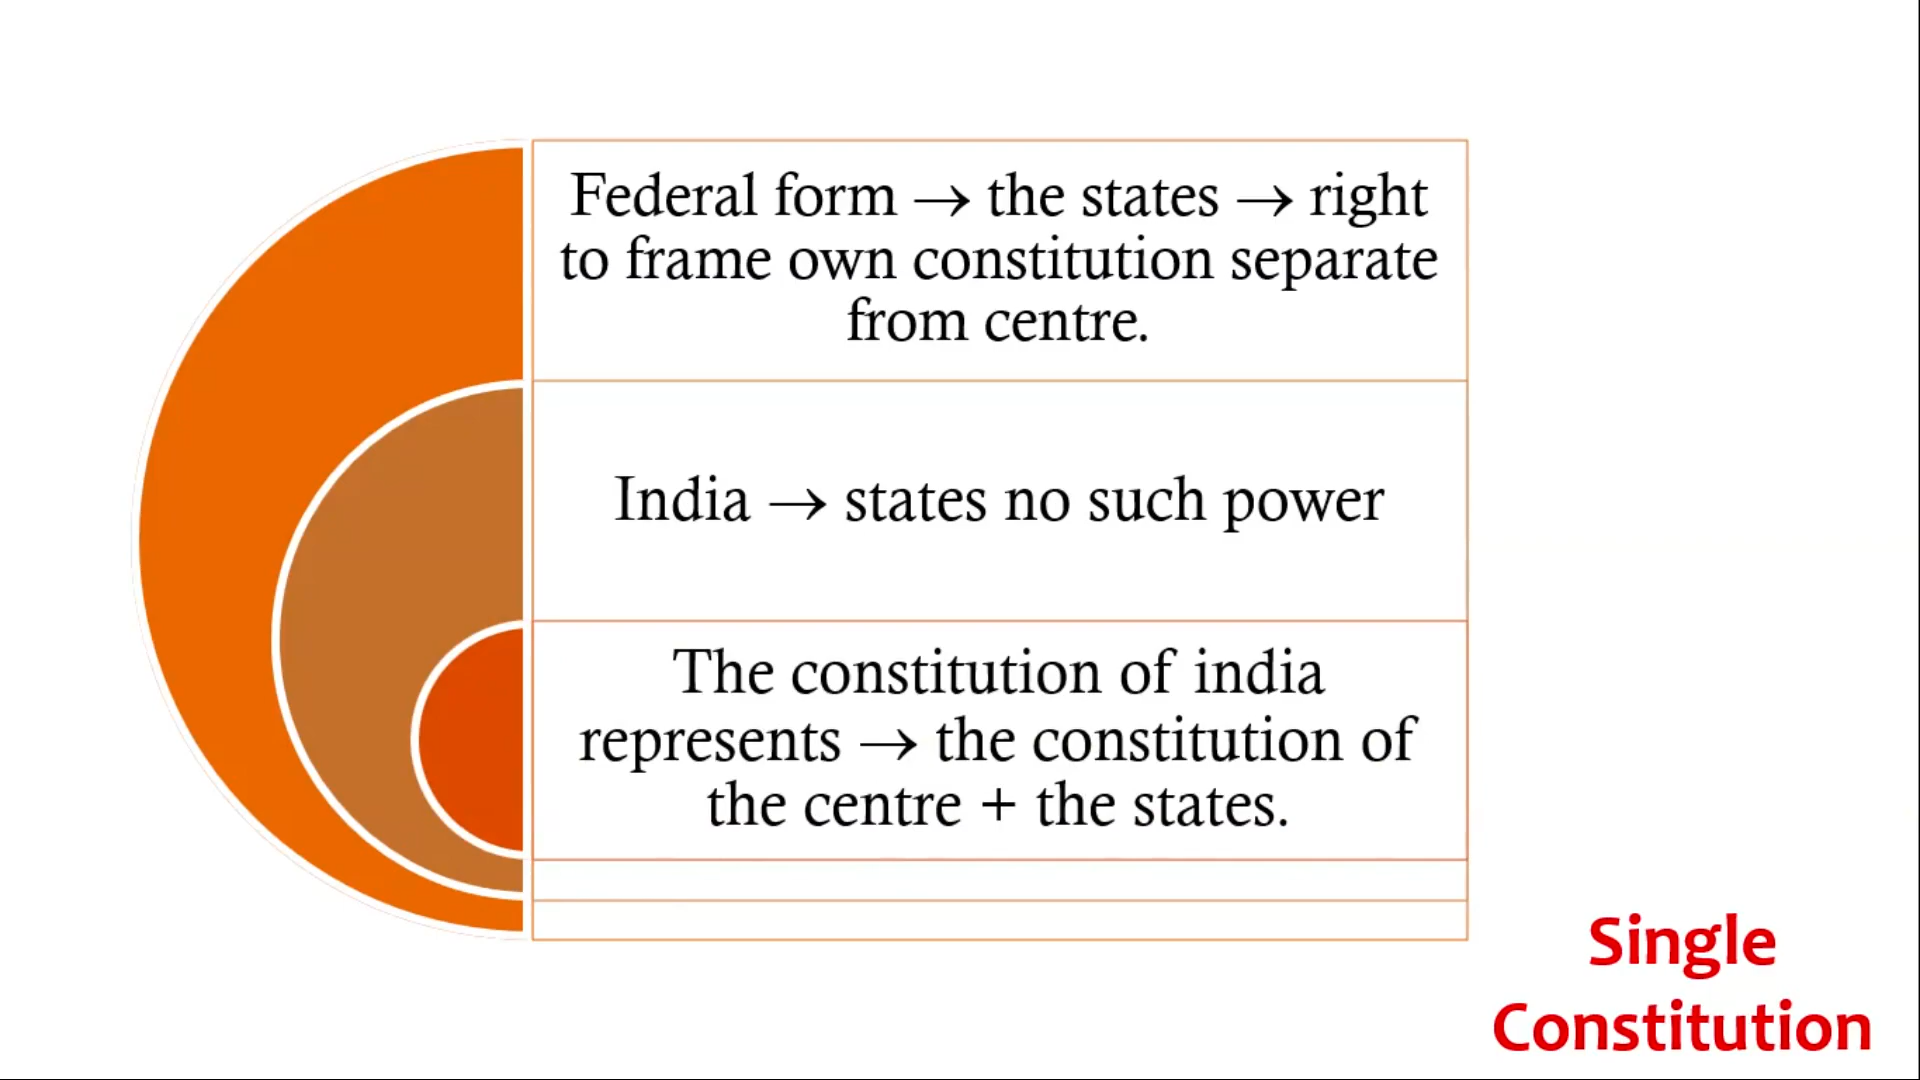 Federal form → the states → right
to frame own constitution separate
from centre.
India → states no such power
The constitution of india
represents → the constitution of
the centre + the states.
Single
Constitution